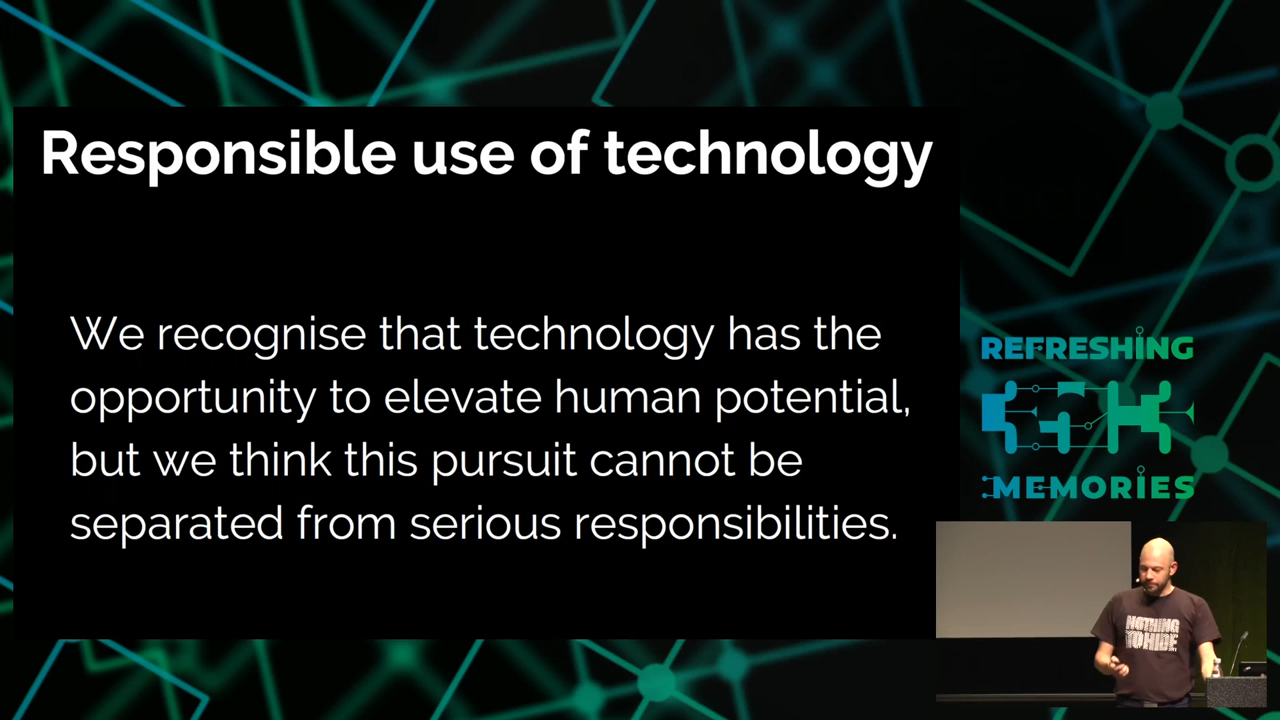 Responsible use of technology
We recognise that technology has the
opportunity to elevate human potential,
but we think this pursuit cannot be
separated from serious responsibilities.
REFRESHING
36C3
MEMORIES
NOTHING
TO HIDE